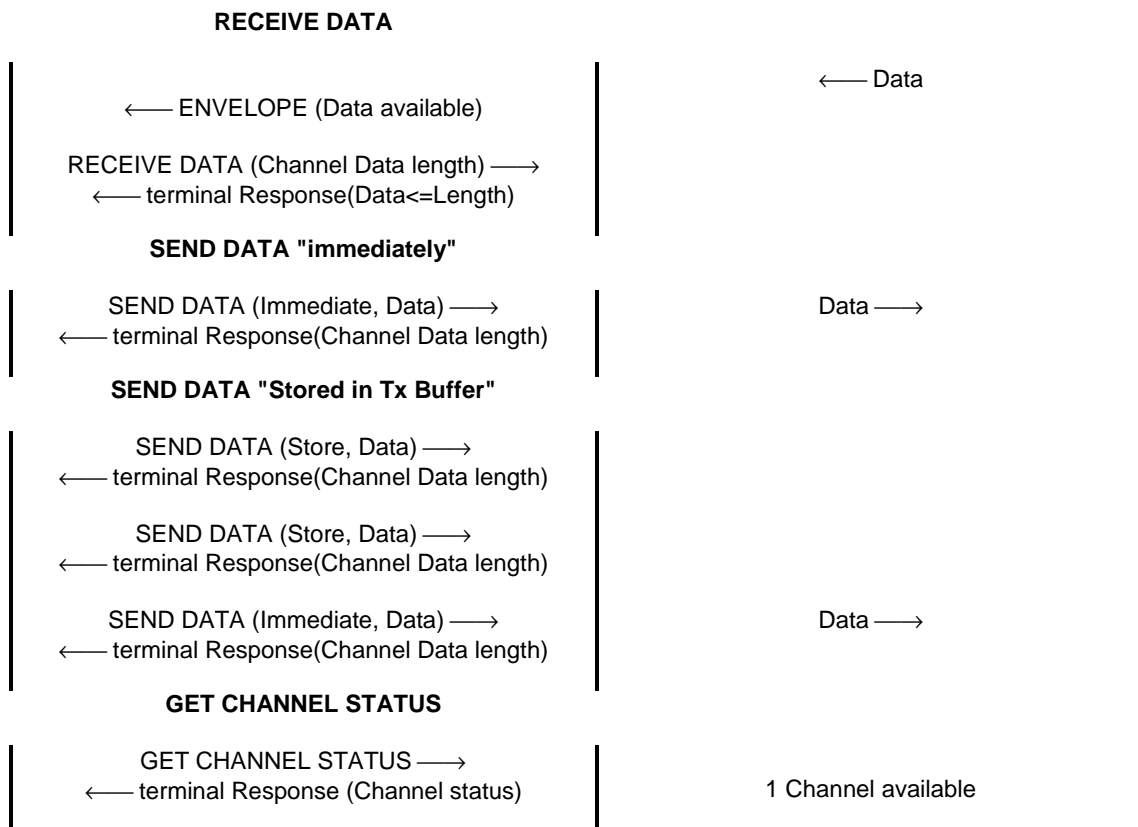 RECEIVE DATA
←── Data
←── ENVELOPE (Data available)
RECEIVE DATA (Channel Data length) ──→
←── terminal Response(Data<=Length)
SEND DATA "immediately"
SEND DATA (Immediate, Data) ──→ Data ──→
←── terminal Response(Channel Data length)
SEND DATA "Stored in Tx Buffer"
SEND DATA (Store, Data) ──→
←── terminal Response(Channel Data length)
SEND DATA (Store, Data) ──→
←── terminal Response(Channel Data length)
SEND DATA (Immediate, Data) ──→ Data ──→
←── terminal Response(Channel Data length)
GET CHANNEL STATUS
GET CHANNEL STATUS ──→
←── terminal Response (Channel status) 1 Channel available